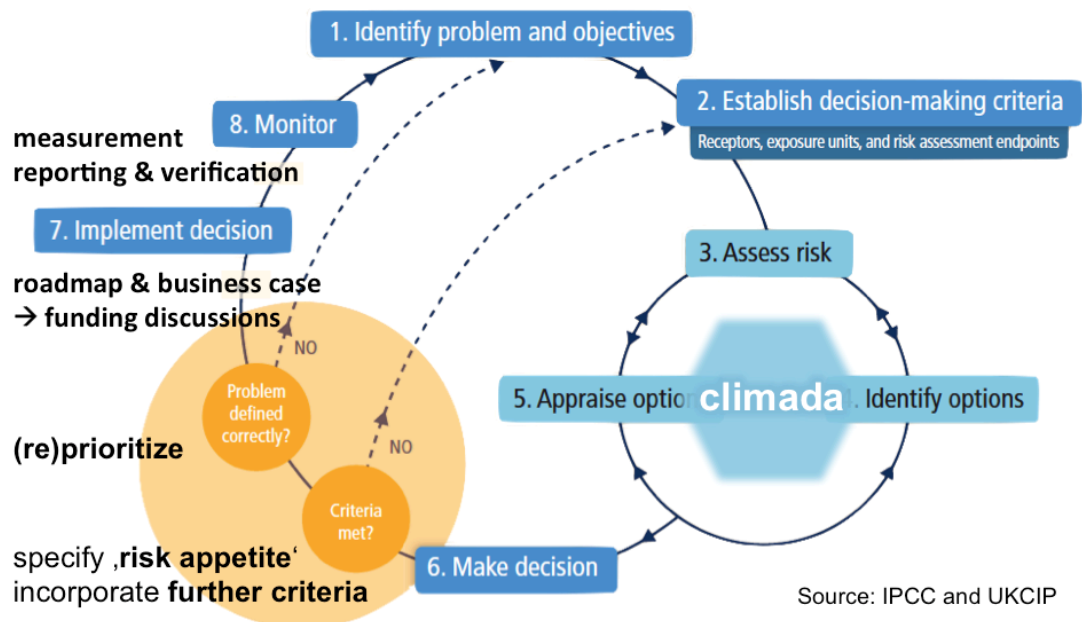 1. Identify problem and objectives
2. Establish decision-making criteria
Receptors, exposure units, and risk assessment endpoints
8. Monitor
measurement
reporting & verification
7. Implement decision
3. Assess risk
roadmap & business case
→ funding discussions
NO
Problem
defined
correctly?
5. Appraise option
climada
4. Identify options
(re)prioritize
NO
Criteria
met?
specify ‚risk appetite‘
incorporate further criteria
6. Make decision
Source: IPCC and UKCIP